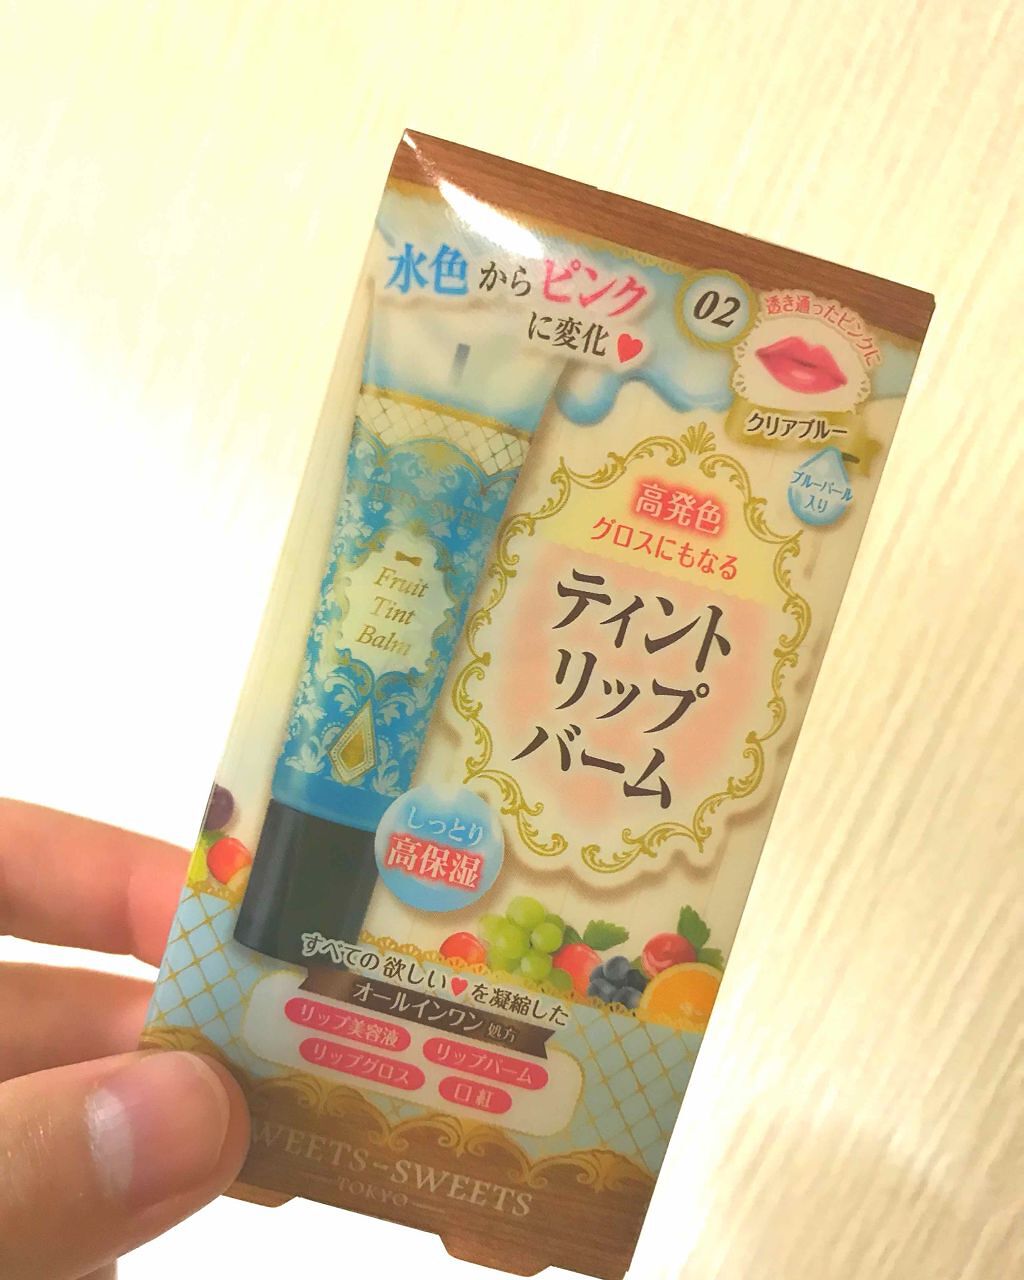 水色からピンク
に変化♥
02
透き通ったピンクに
クリアブルー
ブルーパール
入り
高発色
グロスにもなる
ティント
リップ
バーム
SWEETS SWEETS
Fruit
Tint
Balm
しっとり
高保湿
すべての欲しい♥を凝縮した
オールインワン処方
リップ美容液
リップバーム
リップグロス
口紅
SWEETS~SWEETS
TOKYO